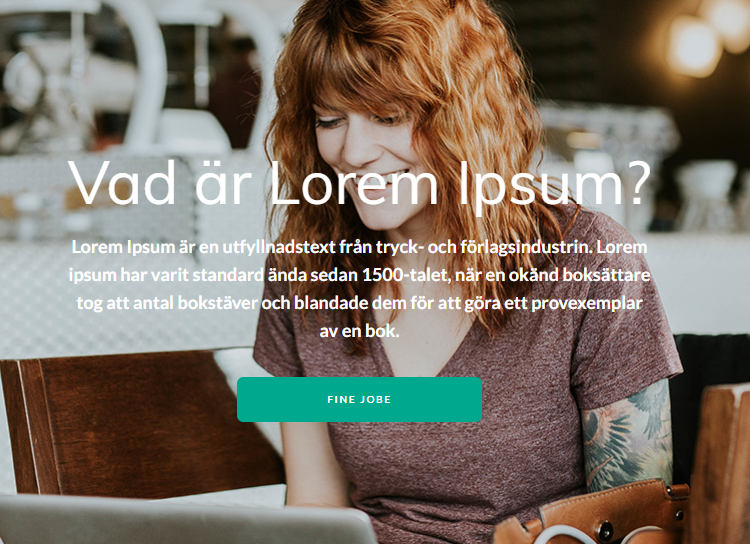 Vad är Lorem Ipsum?
Lorem Ipsum är en utfyllnadstext från tryck- och förlagsindustrin. Lorem
ipsum har varit standard ända sedan 1500-talet, när en okänd boksättare
tog att antal bokstäver och blandade dem för att göra ett provexemplar
av en bok.
FINE JOBE